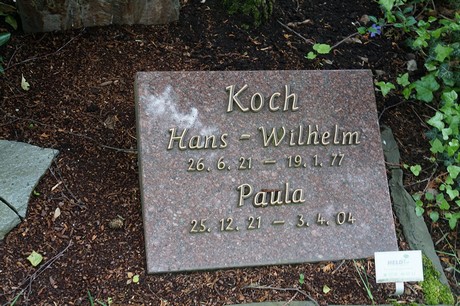 Koch
Hans-Wilhelm
26. 6. 21 – 19. 1. 77
Paula
25. 12. 21 – 3. 4. 04